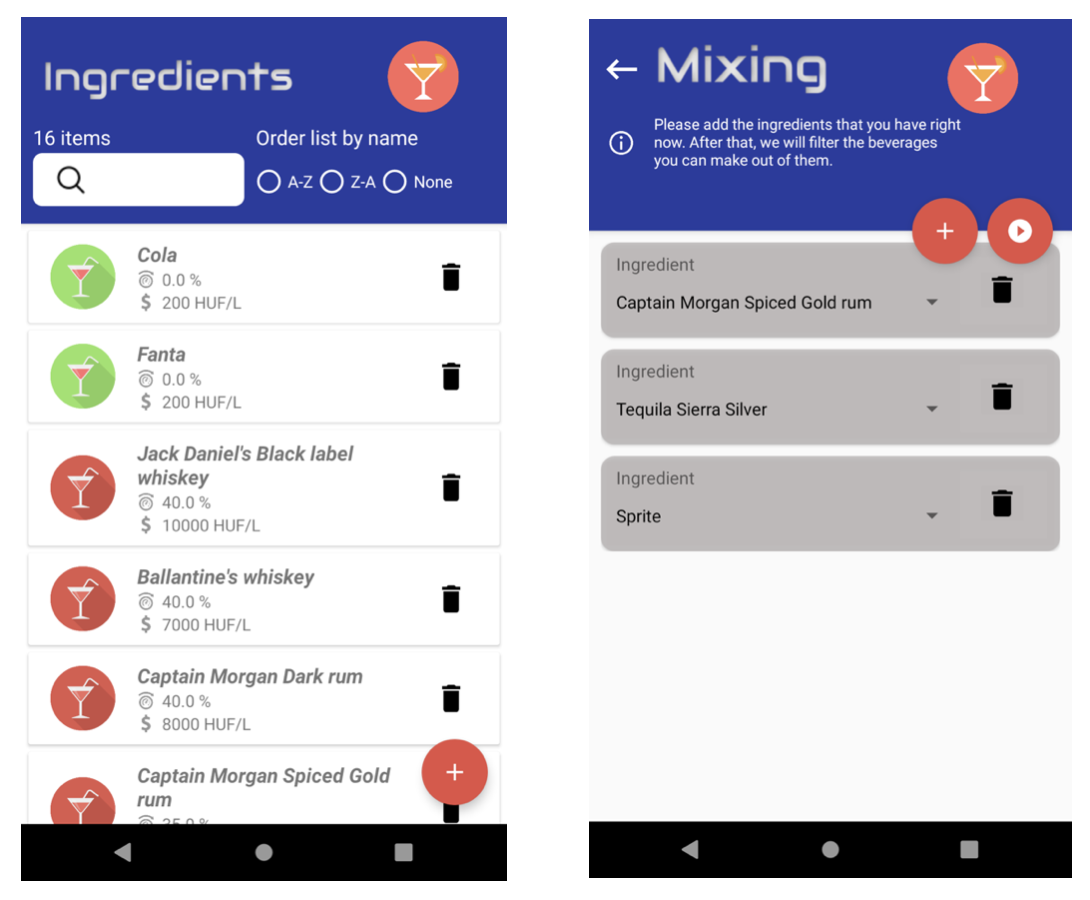 Ingredients
16 items
Order list by name
A-Z
Z-A
None
Cola
0.0 %
$ 200 HUF/L
Fanta
0.0 %
$ 200 HUF/L
Jack Daniel's Black label
whiskey
40.0 %
$ 10000 HUF/L
Ballantine's whiskey
40.0 %
$ 7000 HUF/L
Captain Morgan Dark rum
40.0 %
$ 8000 HUF/L
Captain Morgan Spiced Gold
rum
35.0 %
Mixing
Please add the ingredients that you have right
now. After that, we will filter the beverages
you can make out of them.
Ingredient
Captain Morgan Spiced Gold rum
Ingredient
Tequila Sierra Silver
Ingredient
Sprite